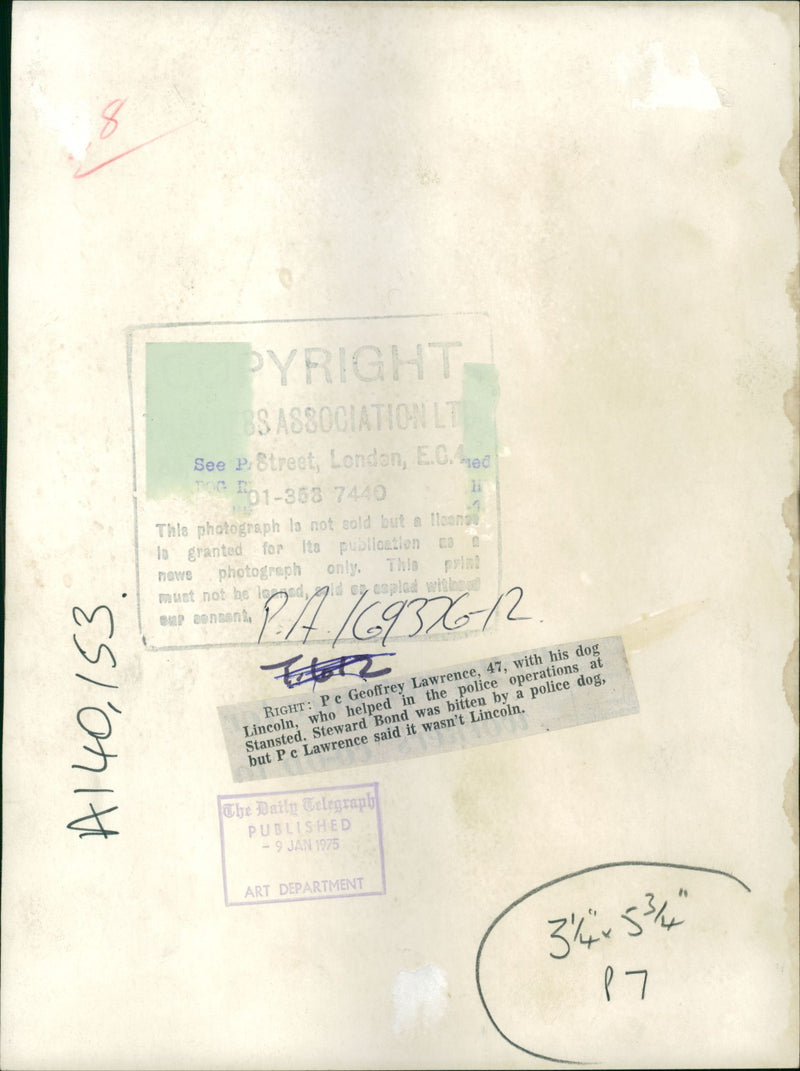 8
PYRIGHT
SS ASSOCIATION LT
See P. Street, London, E.C.4
01-353 7440
This photograph is not sold but a license
is granted for its publication as a
news photograph only. This print
must not be loaned, sold or copied without
our consent.
P.A. 169376-12
RIGHT: P c Geoffrey Lawrence, 47, with his dog
Lincoln, who helped in the police operations at
Stansted. Steward Bond was bitten by a police dog,
but P c Lawrence said it wasn't Lincoln.
A140,153.
The Daily Telegraph
PUBLISHED
- 9 JAN 1975
ART DEPARTMENT
3¼" x 5¾"
P 7